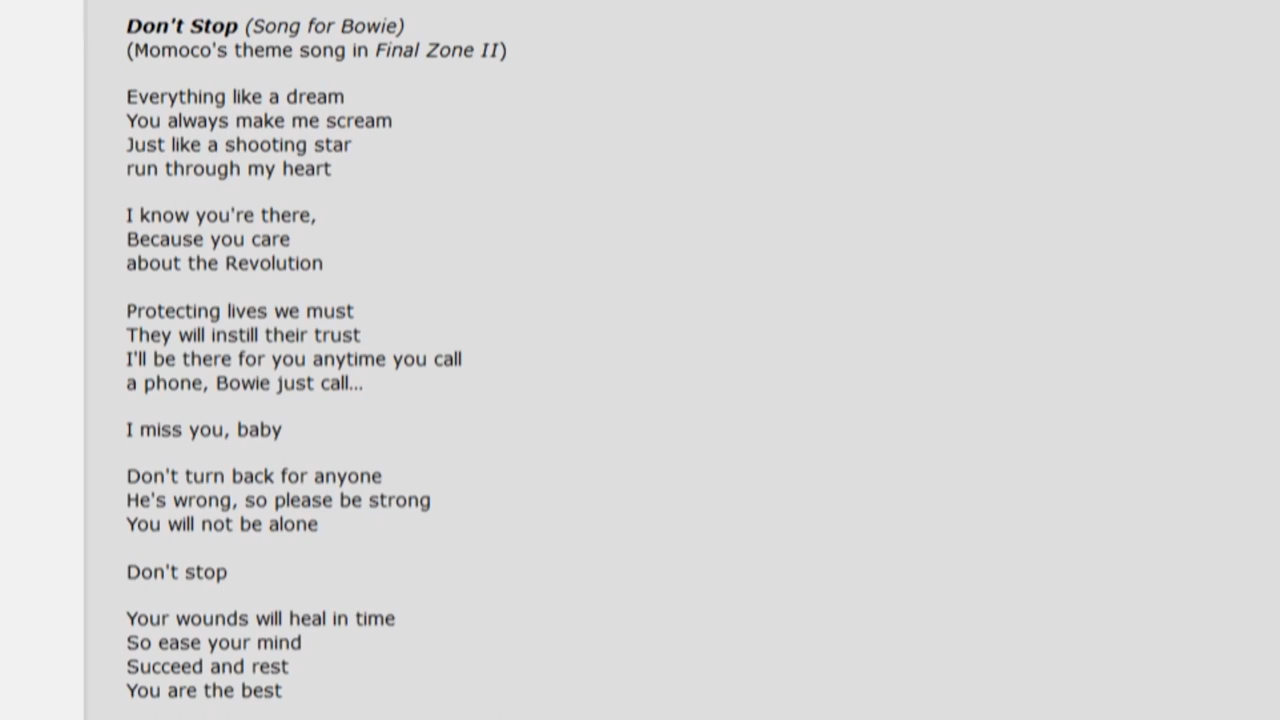 Don't Stop (Song for Bowie)
(Momoco's theme song in Final Zone II)
Everything like a dream
You always make me scream
Just like a shooting star
run through my heart
I know you're there,
Because you care
about the Revolution
Protecting lives we must
They will instill their trust
I'll be there for you anytime you call
a phone, Bowie just call...
I miss you, baby
Don't turn back for anyone
He's wrong, so please be strong
You will not be alone
Don't stop
Your wounds will heal in time
So ease your mind
Succeed and rest
You are the best